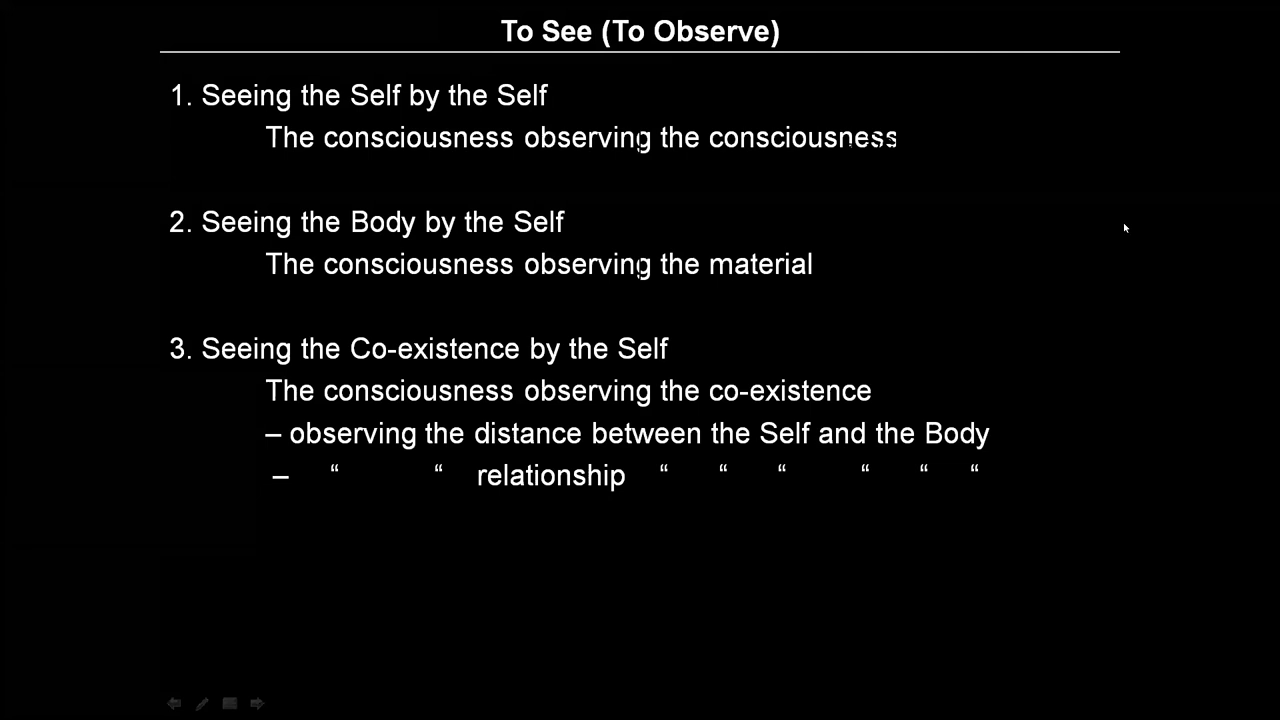 To See (To Observe)
1. Seeing the Self by the Self
The consciousness observing the consciousness
2. Seeing the Body by the Self
The consciousness observing the material
3. Seeing the Co-existence by the Self
The consciousness observing the co-existence
– observing the distance between the Self and the Body
– “ “ relationship “ “ “ “ “ “